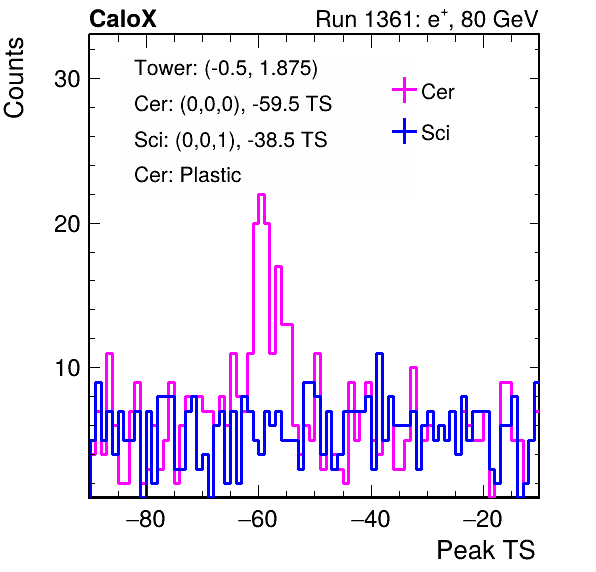 CaloX Run 1361: e⁺, 80 GeV
Counts
Tower: (-0.5, 1.875)
Cer: (0,0,0), -59.5 TS
Sci: (0,0,1), -38.5 TS
Cer: Plastic
Cer
Sci
30
20
10
−80 −60 −40 −20
Peak TS